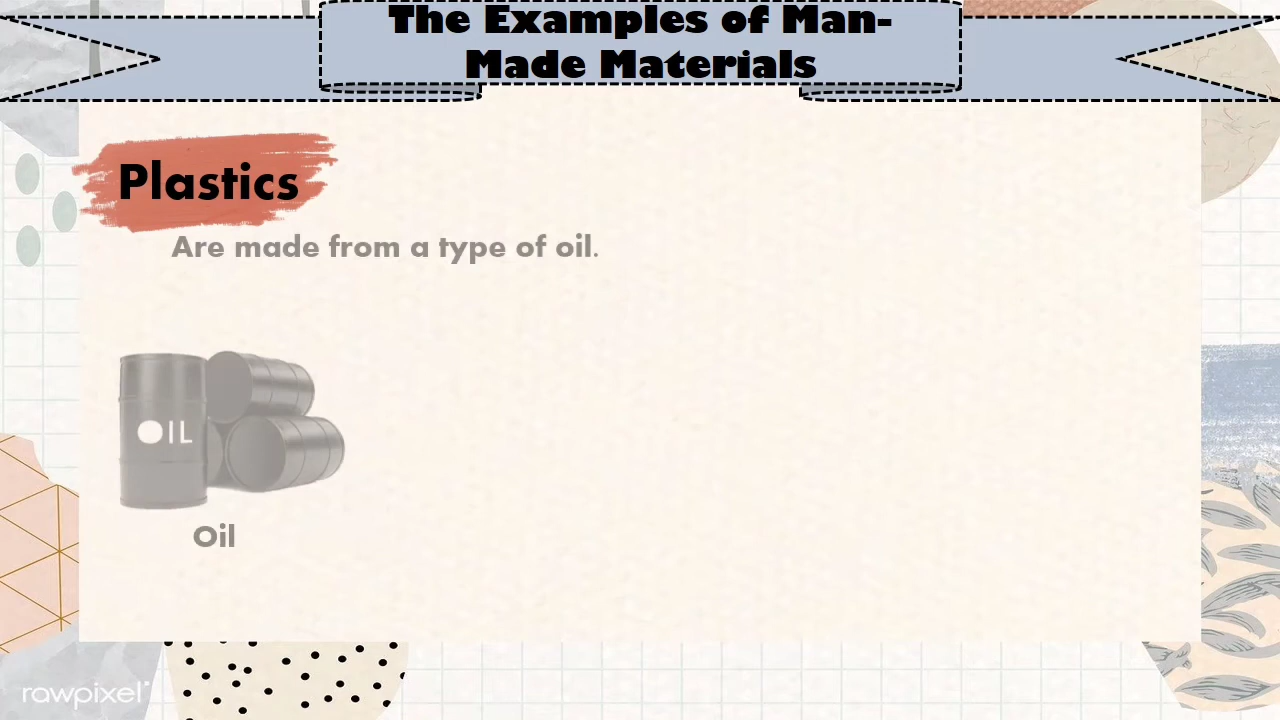 The Examples of Man-
Made Materials
Plastics
Are made from a type of oil.
OIL
Oil
rawpixel